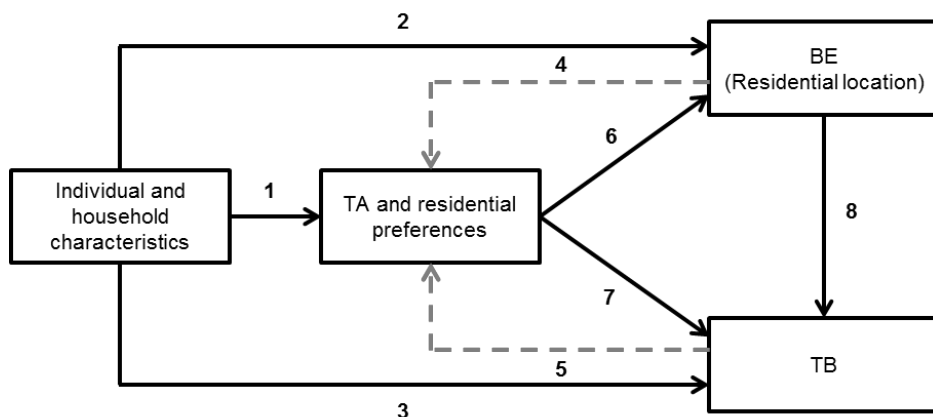 2
BE
(Residential location)
4
6
1
Individual and
household
characteristics
TA and residential
preferences
8
7
TB
5
3